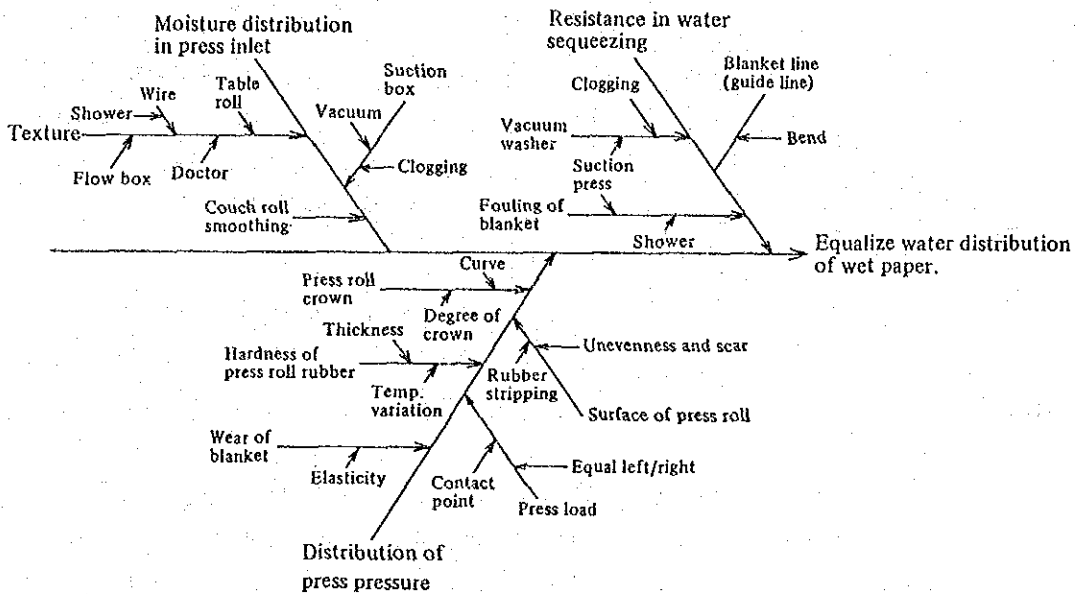 Moisture distribution
in press inlet
Resistance in water
sequeezing
Suction
box
Blanket line
(guide line)
Wire
Table
roll
Clogging
Shower
Vacuum
Texture
Vacuum
washer
Bend
Flow box
Doctor
Clogging
Suction
press
Couch roll
smoothing
Fouling of
blanket
Shower
Equalize water distribution
of wet paper.
Curve
Press roll
crown
Degree of
crown
Thickness
Unevenness and scar
Hardness of
press roll rubber
Rubber
stripping
Temp.
variation
Surface of press roll
Wear of
blanket
Elasticity
Contact
point
Equal left/right
Press load
Distribution of
press pressure